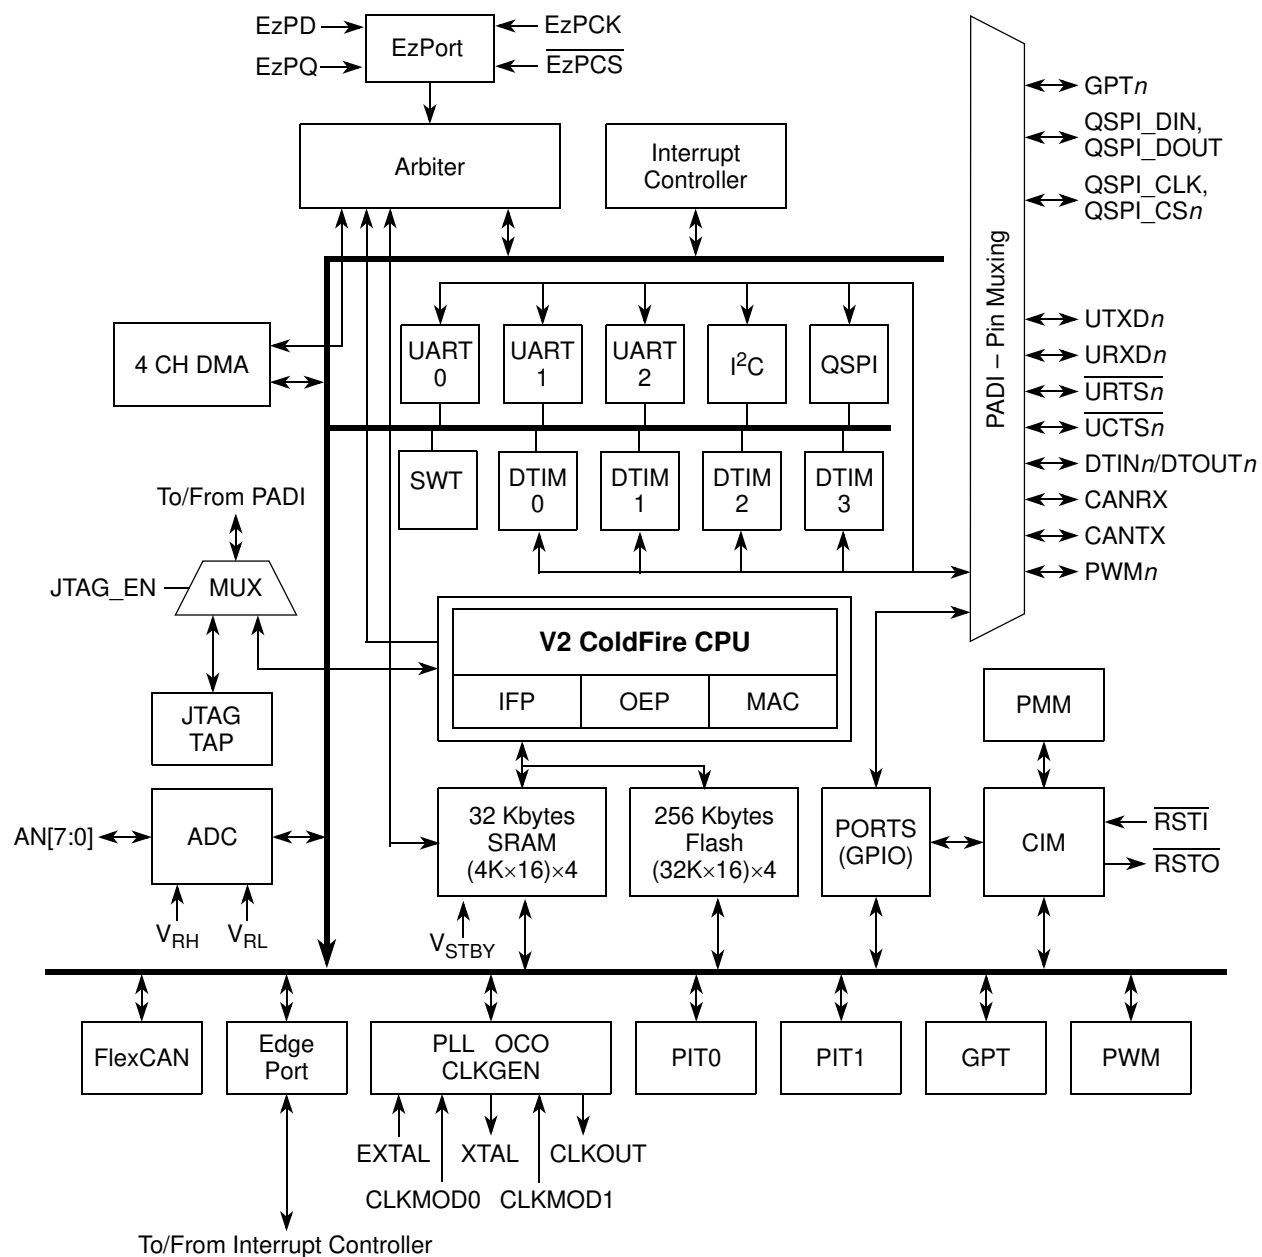 EzPD
EzPCK
EzPort
EzPQ
EzPCS
GPTn
QSPI_DIN,
QSPI_DOUT
Arbiter
Interrupt
Controller
QSPI_CLK,
QSPI_CSn
PADI – Pin Muxing
UTXDn
URXDn
URTSn
UCTSn
DTINn/DTOUTn
CANRX
CANTX
PWMn
4 CH DMA
UART
0
UART
1
UART
2
I²C
QSPI
SWT
DTIM
0
DTIM
1
DTIM
2
DTIM
3
To/From PADI
JTAG_EN
MUX
V2 ColdFire CPU
IFP
OEP
MAC
JTAG
TAP
PMM
AN[7:0]
ADC
32 Kbytes
SRAM
(4K×16)×4
256 Kbytes
Flash
(32K×16)×4
PORTS
(GPIO)
CIM
RSTI
RSTO
VRH
VRL
VSTBY
FlexCAN
Edge
Port
PLL OCO
CLKGEN
PIT0
PIT1
GPT
PWM
EXTAL
XTAL
CLKOUT
CLKMOD0
CLKMOD1
To/From Interrupt Controller